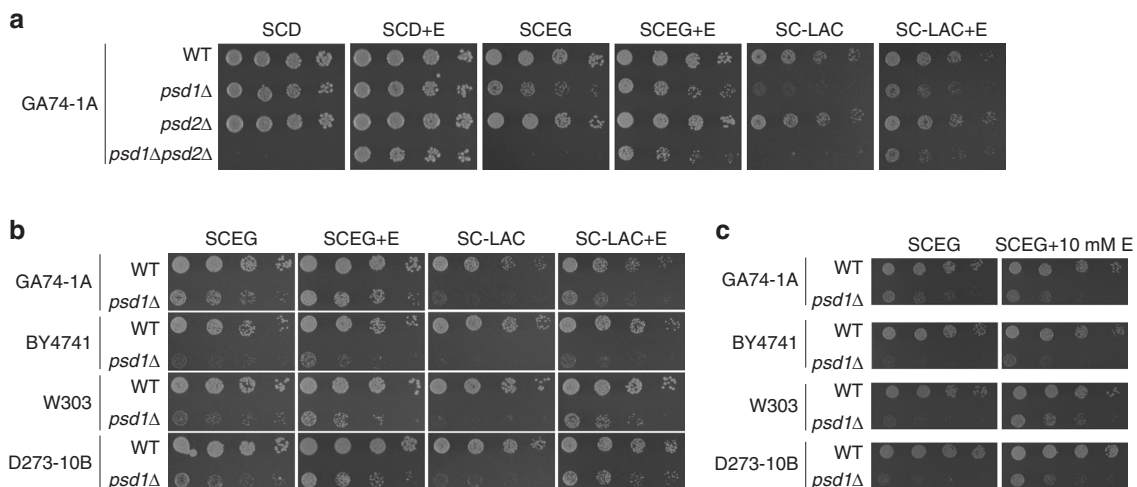 a
SCD SCD+E SCEG SCEG+E SC-LAC SC-LAC+E
GA74-1A
WT
psd1Δ
psd2Δ
psd1Δpsd2Δ
b
SCEG SCEG+E SC-LAC SC-LAC+E
GA74-1A
WT
psd1Δ
BY4741
WT
psd1Δ
W303
WT
psd1Δ
D273-10B
WT
psd1Δ
c
SCEG SCEG+10 mM E
GA74-1A
WT
psd1Δ
BY4741
WT
psd1Δ
W303
WT
psd1Δ
D273-10B
WT
psd1Δ